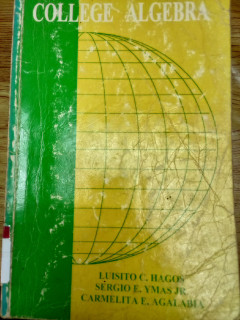 COLLEGE ALGEBRA
LUISITO C. HAGOS
SERGIO E. YMAS JR.
CARMELITA E. AGALABIA